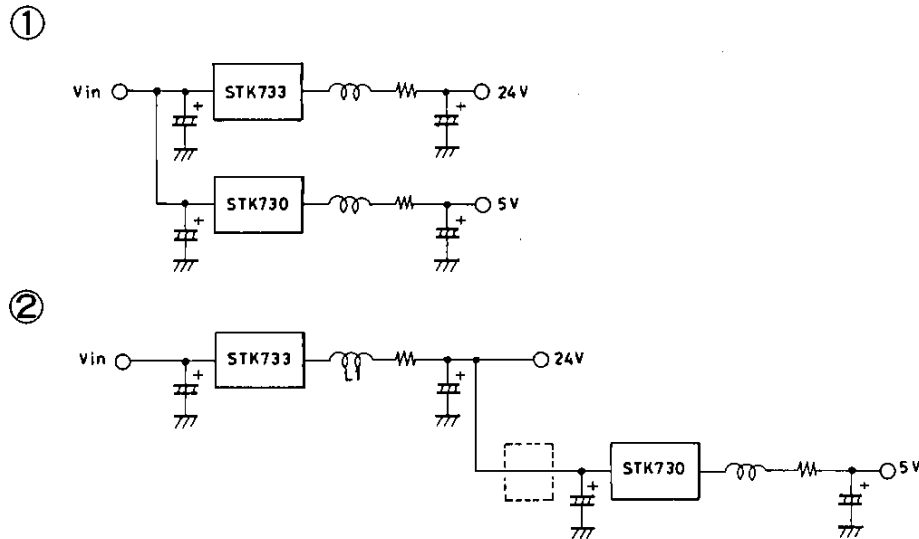 ①
Vin
+
STK733
+
24V
+
STK730
+
5V
②
Vin
+
STK733
L1
+
24V
+
STK730
+
5V